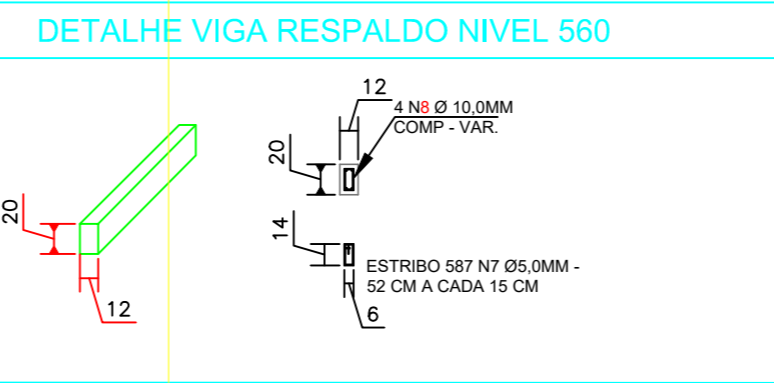 DETALHE VIGA RESPALDO NIVEL 560
12
4 N8 Ø 10,0MM
COMP - VAR.
20
20
12
14
ESTRIBO 587 N7 Ø5,0MM -
52 CM A CADA 15 CM
6